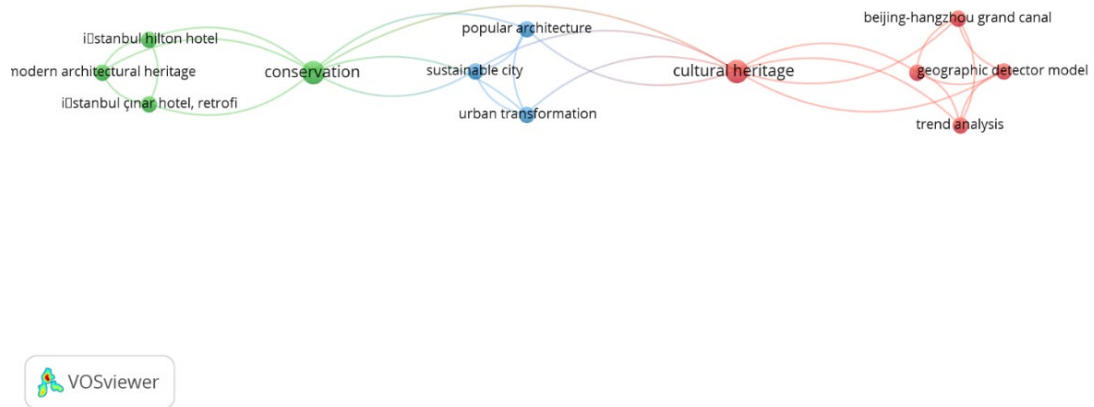 popular architecture
beijing-hangzhou grand canal
i▯stanbul hilton hotel
modern architectural heritage
conservation
sustainable city
cultural heritage
geographic detector model
i▯stanbul çınar hotel, retrofi
urban transformation
trend analysis
VOSviewer